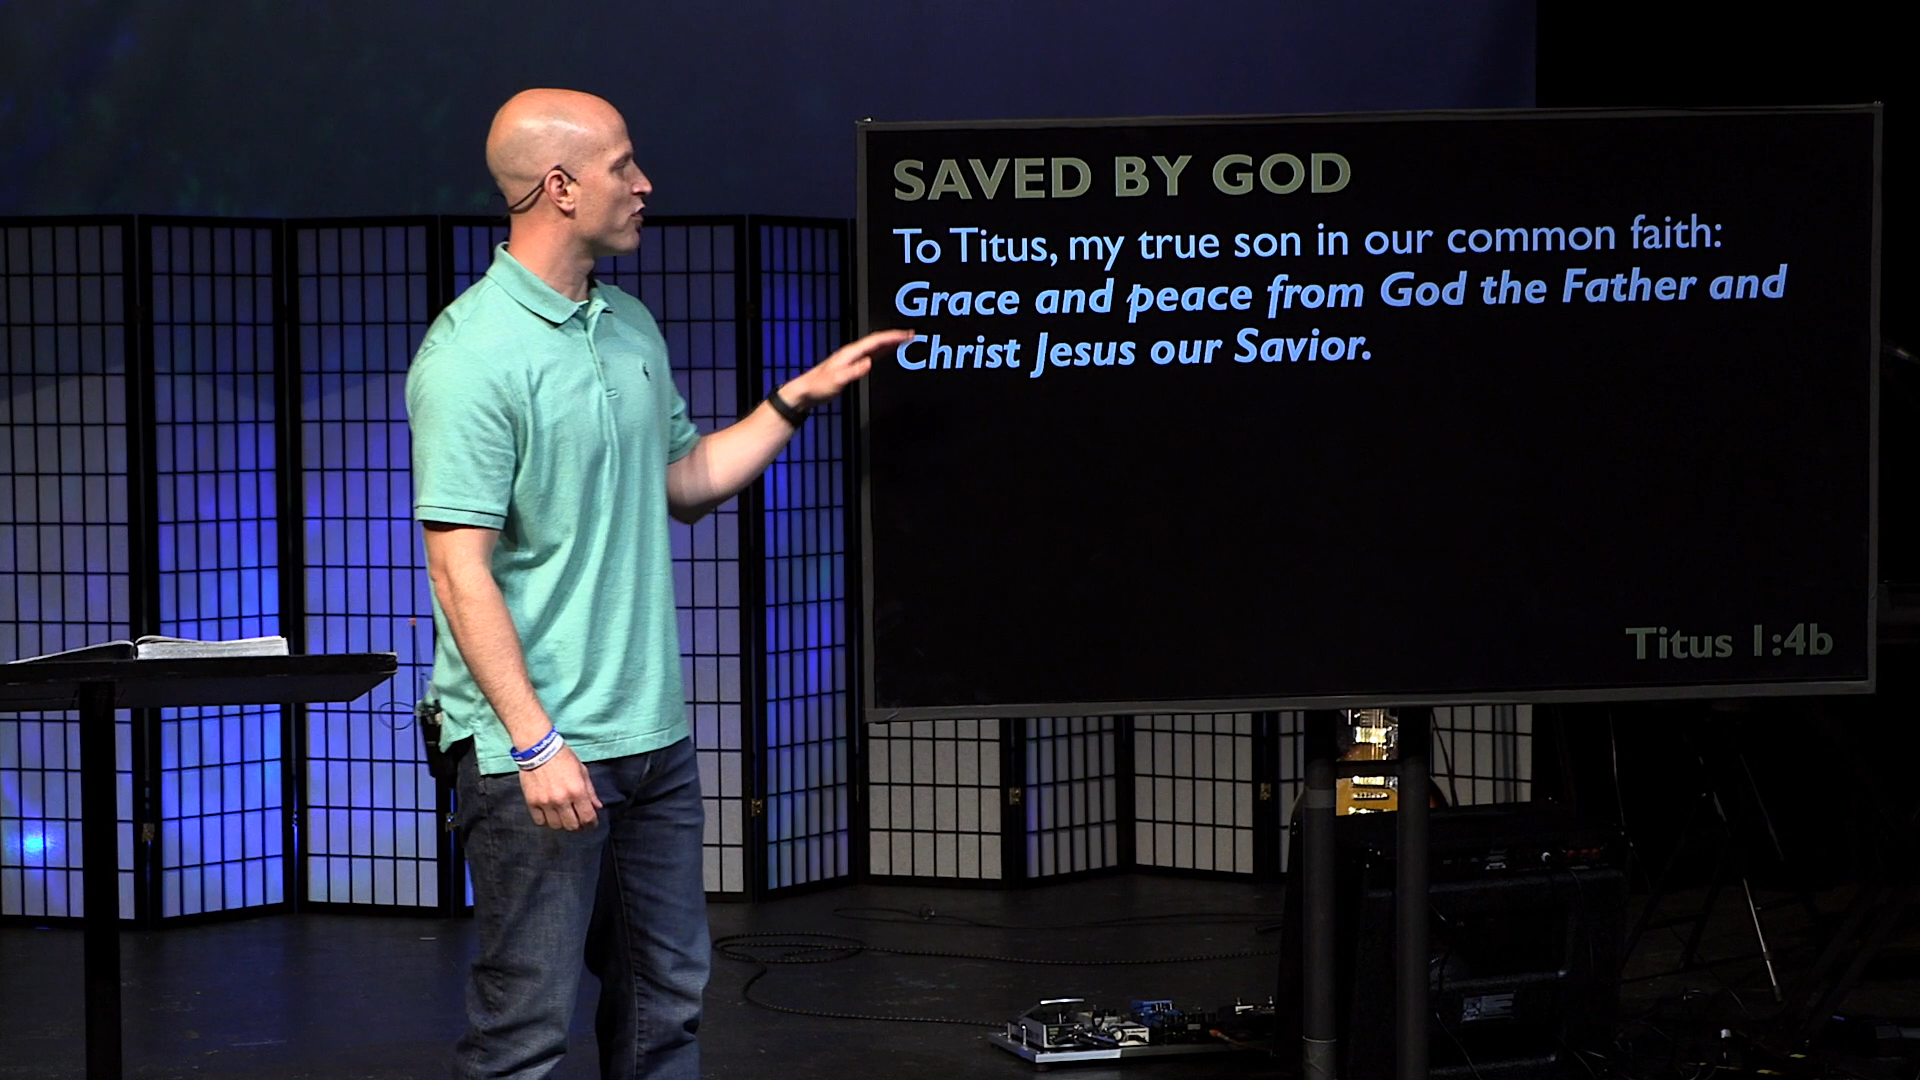 SAVED BY GOD
To Titus, my true son in our common faith:
Grace and peace from God the Father and
Christ Jesus our Savior.
Titus 1:4b